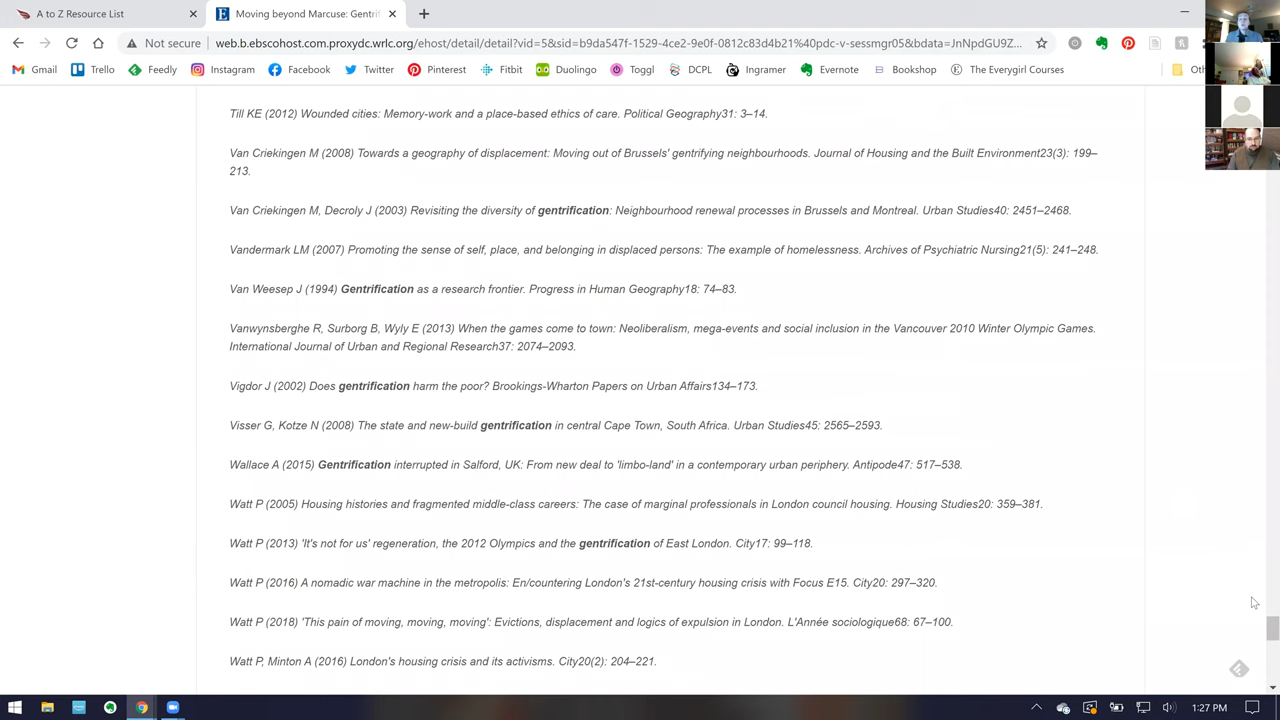 A to Z Resource List
Moving beyond Marcuse: Gentrif
Not secure
web.b.ebscohost.com.proxydc.wrlc.org/ehost/detail/detail?vid=5&sid=b9da547f-1529-4ce2-9e0f-0812c83d4b21%40pdc-v-sessmgr05&bdata=JnNpdGU9Z...
Gmail Trello Feedly Instagram Facebook Twitter Pinterest Fitbit Duolingo Toggl DCPL Ingramer Evernote Bookshop The Everygirl Courses
Till KE (2012) Wounded cities: Memory-work and a place-based ethics of care. Political Geography31: 3–14.
Van Criekingen M (2008) Towards a geography of displacement: Moving out of Brussels' gentrifying neighbourhoods. Journal of Housing and the Built Environment23(3): 199–
213.
Van Criekingen M, Decroly J (2003) Revisiting the diversity of gentrification: Neighbourhood renewal processes in Brussels and Montreal. Urban Studies40: 2451–2468.
Vandermark LM (2007) Promoting the sense of self, place, and belonging in displaced persons: The example of homelessness. Archives of Psychiatric Nursing21(5): 241–248.
Van Weesep J (1994) Gentrification as a research frontier. Progress in Human Geography18: 74–83.
Vanwynsberghe R, Surborg B, Wyly E (2013) When the games come to town: Neoliberalism, mega-events and social inclusion in the Vancouver 2010 Winter Olympic Games.
International Journal of Urban and Regional Research37: 2074–2093.
Vigdor J (2002) Does gentrification harm the poor? Brookings-Wharton Papers on Urban Affairs134–173.
Visser G, Kotze N (2008) The state and new-build gentrification in central Cape Town, South Africa. Urban Studies45: 2565–2593.
Wallace A (2015) Gentrification interrupted in Salford, UK: From new deal to 'limbo-land' in a contemporary urban periphery. Antipode47: 517–538.
Watt P (2005) Housing histories and fragmented middle-class careers: The case of marginal professionals in London council housing. Housing Studies20: 359–381.
Watt P (2013) 'It's not for us' regeneration, the 2012 Olympics and the gentrification of East London. City17: 99–118.
Watt P (2016) A nomadic war machine in the metropolis: En/countering London's 21st-century housing crisis with Focus E15. City20: 297–320.
Watt P (2018) 'This pain of moving, moving, moving': Evictions, displacement and logics of expulsion in London. L'Année sociologique68: 67–100.
Watt P, Minton A (2016) London's housing crisis and its activisms. City20(2): 204–221.
1:27 PM